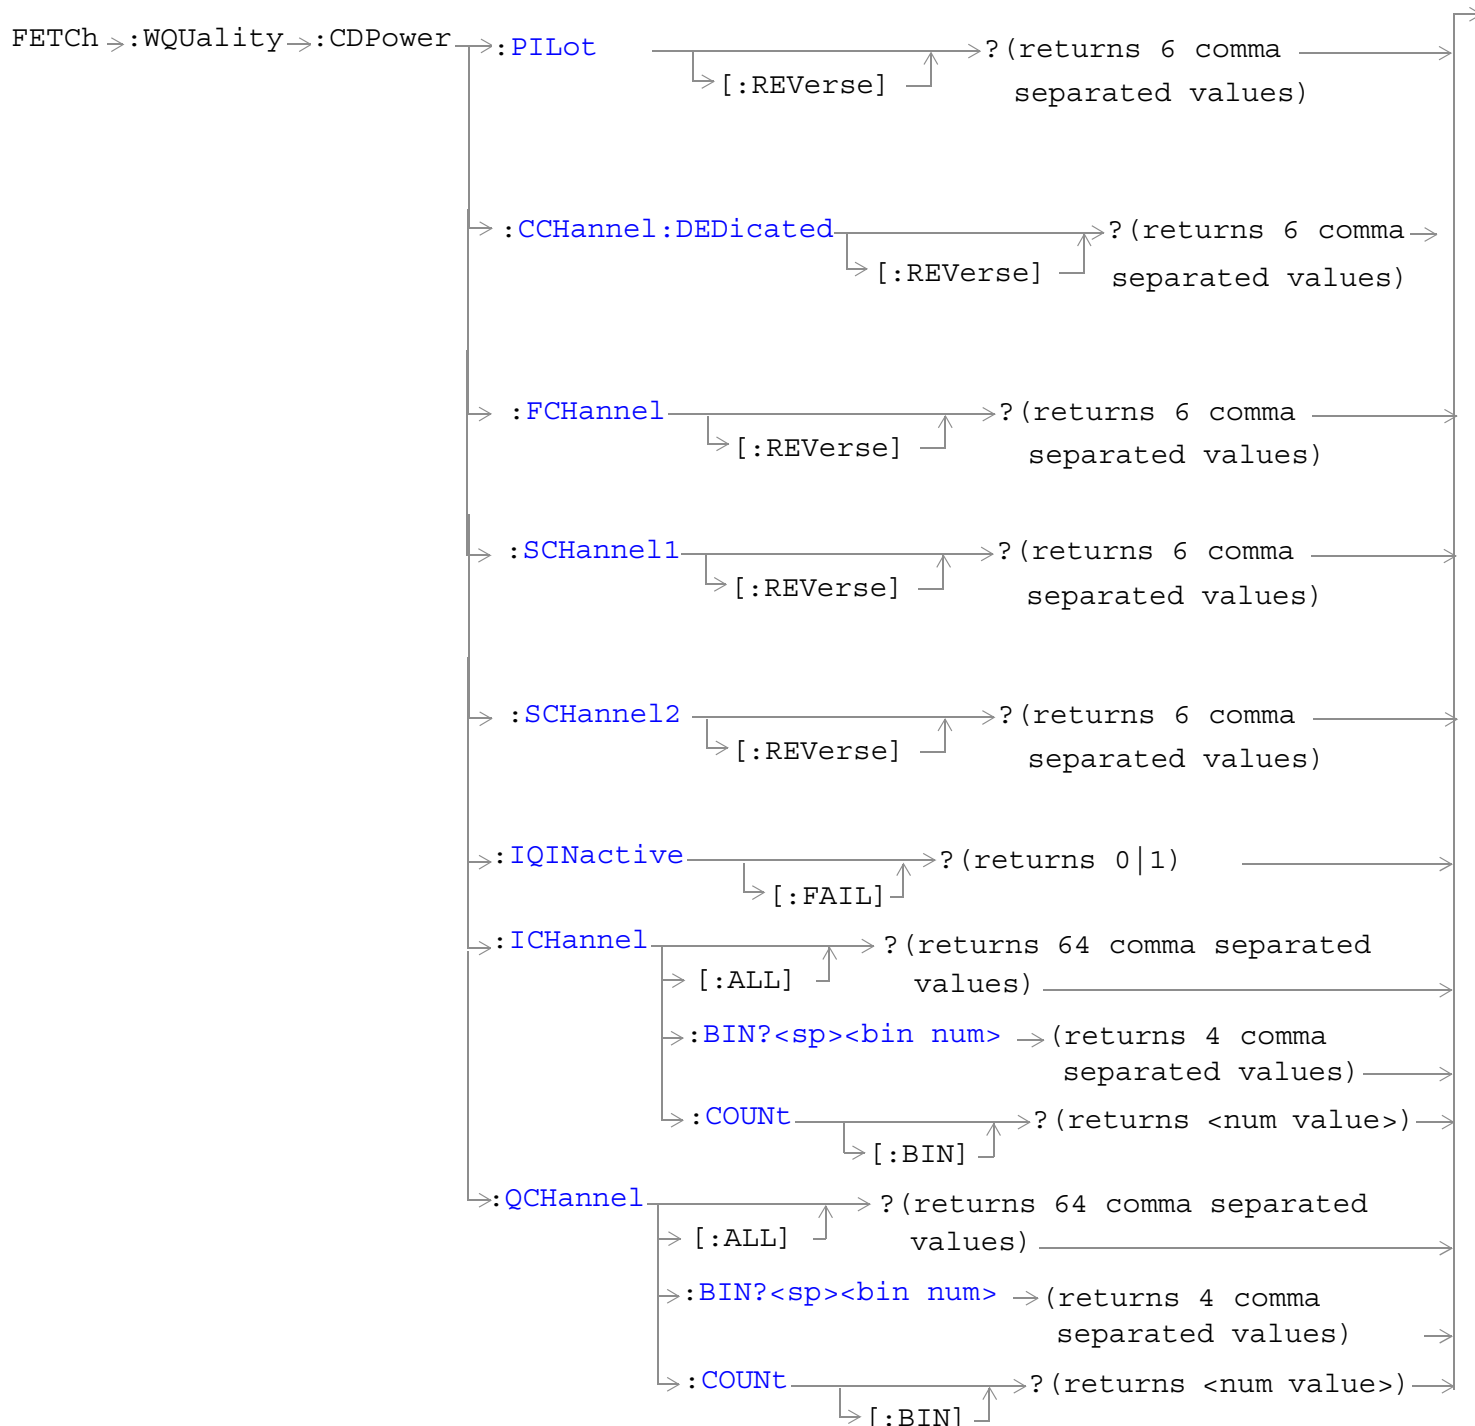 FETCh :WQUality :CDPower :PILot ?(returns 6 comma
[:REVerse] separated values)
:CCHannel:DEDicated ?(returns 6 comma
[:REVerse] separated values)
:FCHannel ?(returns 6 comma
[:REVerse] separated values)
:SCHannel1 ?(returns 6 comma
[:REVerse] separated values)
:SCHannel2 ?(returns 6 comma
[:REVerse] separated values)
:IQINactive ?(returns 0|1)
[:FAIL]
:ICHannel ?(returns 64 comma separated
[:ALL] values)
:BIN?<sp><bin num> (returns 4 comma
separated values)
:COUNt ?(returns <num value>)
[:BIN]
:QCHannel ?(returns 64 comma separated
[:ALL] values)
:BIN?<sp><bin num> (returns 4 comma
separated values)
:COUNt ?(returns <num value>)
[:BIN]